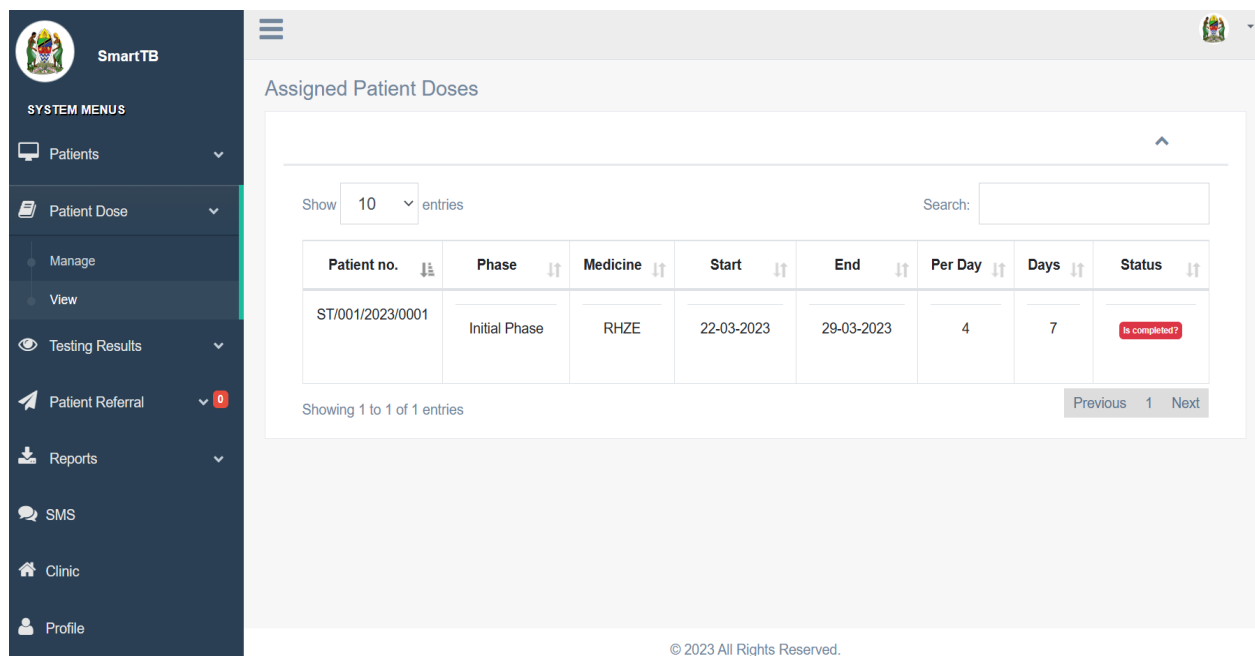 SmartTB
SYSTEM MENUS
Patients
Patient Dose
Manage
View
Testing Results
Patient Referral 0
Reports
SMS
Clinic
Profile
Assigned Patient Doses
Show 10 entries Search:
Patient no. Phase Medicine Start End Per Day Days Status
ST/001/2023/0001 Initial Phase RHZE 22-03-2023 29-03-2023 4 7 Is completed?
Showing 1 to 1 of 1 entries Previous 1 Next
© 2023 All Rights Reserved.